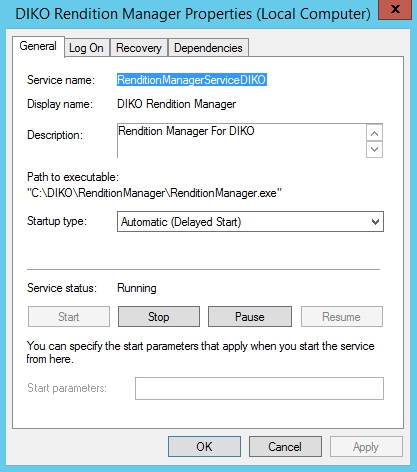 DIKO Rendition Manager Properties (Local Computer)
x
General Log On Recovery Dependencies
Service name: RenditionManagerServiceDIKO
Display name: DIKO Rendition Manager
Description: Rendition Manager For DIKO
Path to executable:
"C:\DIKO\RenditionManager\RenditionManager.exe"
Startup type: Automatic (Delayed Start)
Service status: Running
Start Stop Pause Resume
You can specify the start parameters that apply when you start the service
from here.
Start parameters:
OK Cancel Apply